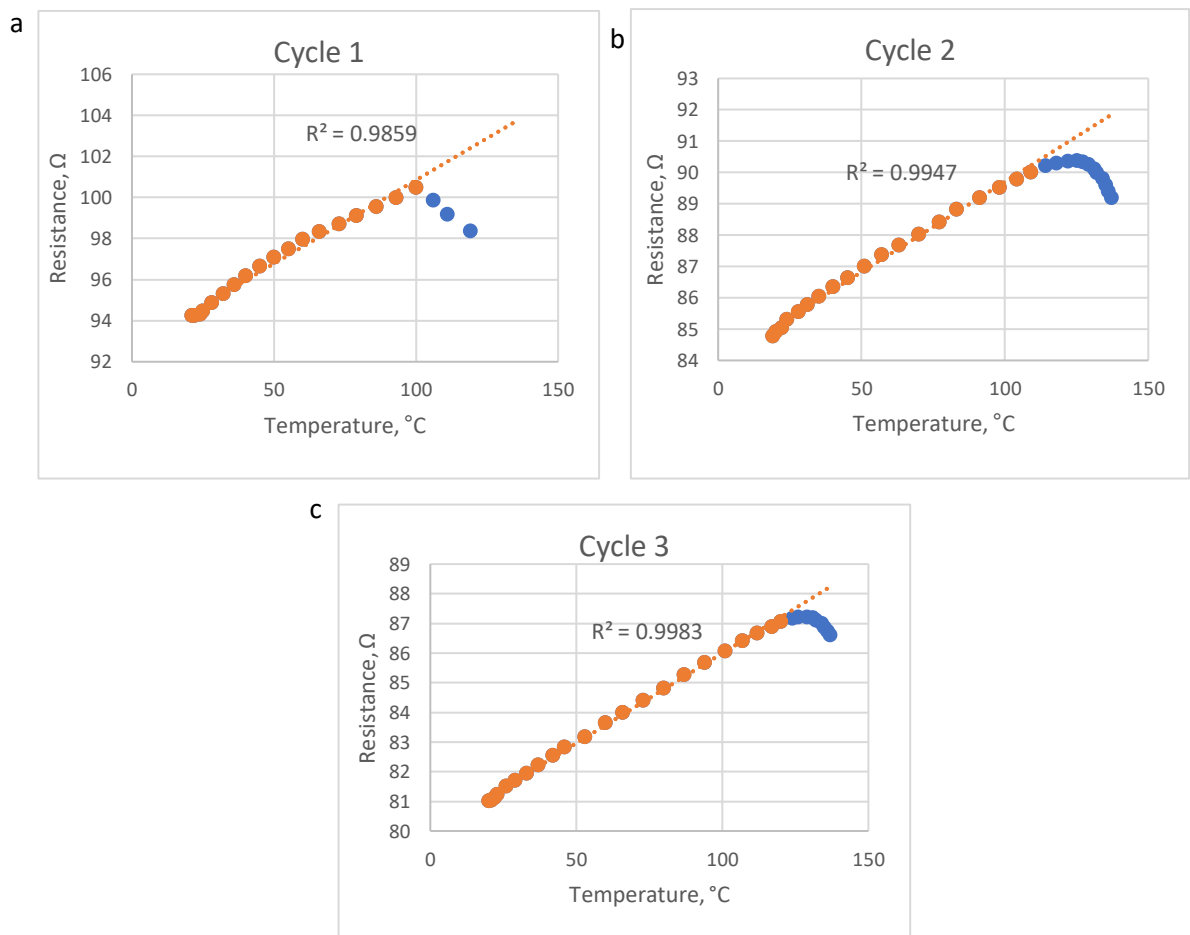 a
Cycle 1
106
104
102
100
98
96
94
92
R² = 0.9859
Resistance, Ω
0 50 100 150
Temperature, °C
b
Cycle 2
93
92
91
90
89
88
87
86
85
84
R² = 0.9947
Resistance, Ω
0 50 100 150
Temperature, °C
c
Cycle 3
89
88
87
86
85
84
83
82
81
80
R² = 0.9983
Resistance, Ω
0 50 100 150
Temperature, °C